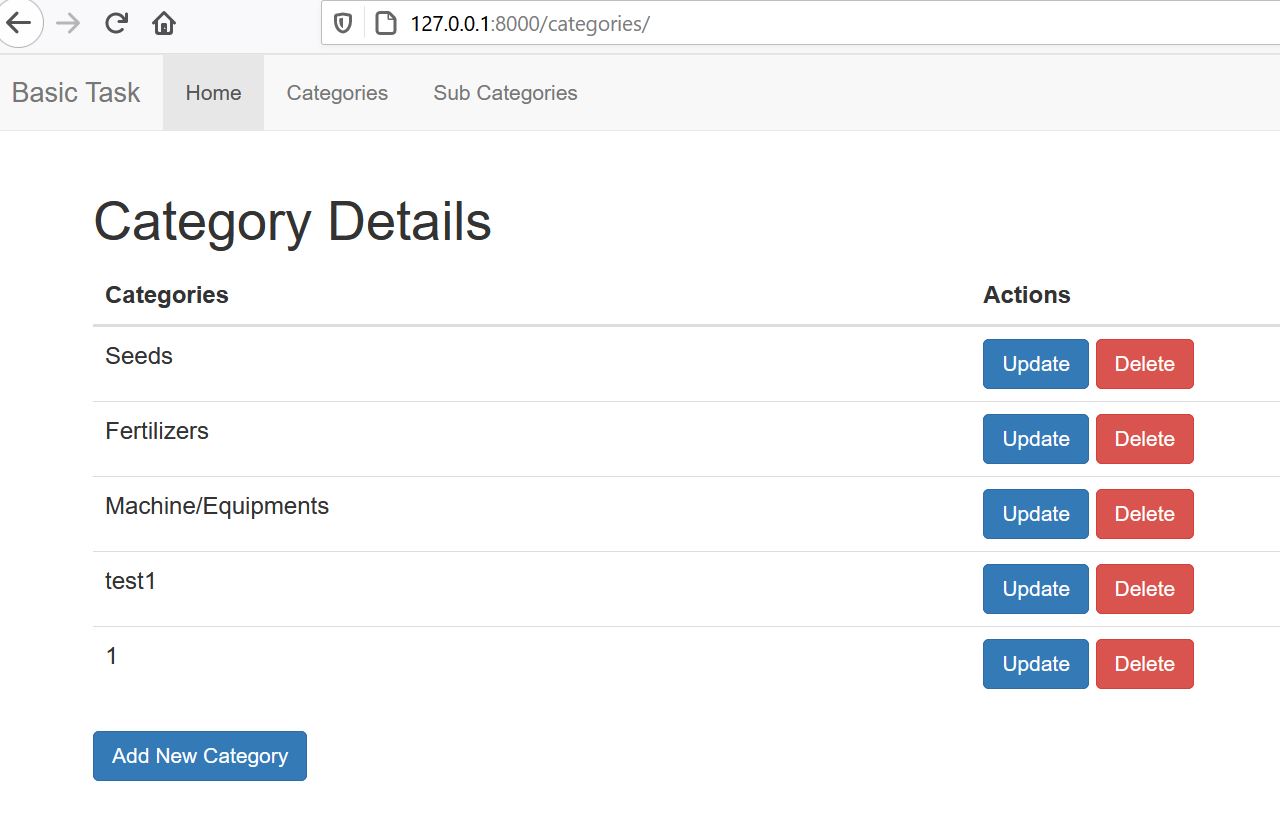 127.0.0.1:8000/categories/
Basic Task Home Categories Sub Categories
Category Details
Categories Actions
Seeds Update Delete
Fertilizers Update Delete
Machine/Equipments Update Delete
test1 Update Delete
1 Update Delete
Add New Category